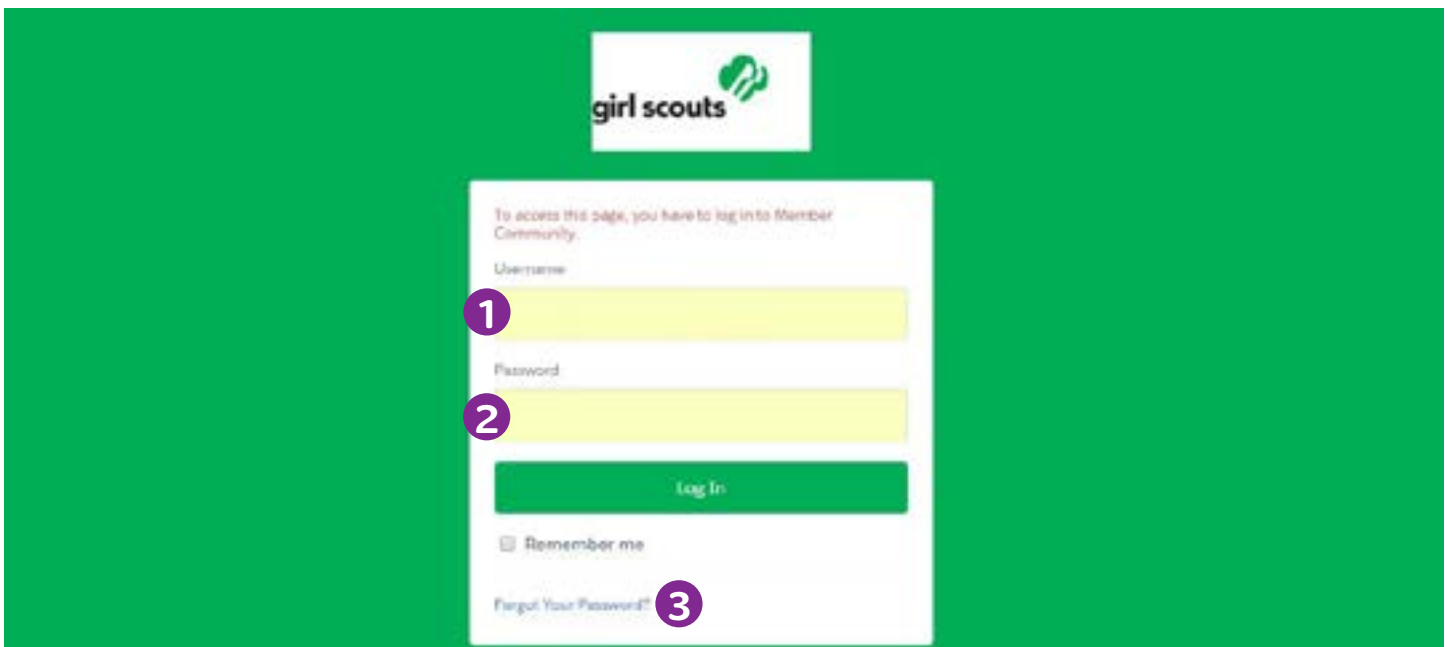 girl scouts
To access this page, you have to log in to Member
Community.
Username
1
Password
2
Log In
Remember me
Forgot Your Password? 3